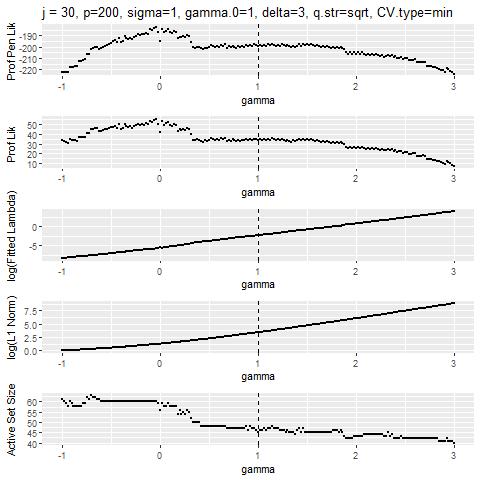 j = 30, p=200, sigma=1, gamma.0=1, delta=3, q.str=sqrt, CV.type=min
Prof Pen Lik
-190
-200
-210
-220
-1 0 1 2 3
gamma
Prof Lik
50
40
30
20
10
-1 0 1 2 3
gamma
log(Fitted Lambda)
0
-5
-1 0 1 2 3
gamma
log(L1 Norm)
7.5
5.0
2.5
0.0
-1 0 1 2 3
gamma
Active Set Size
60
55
50
45
40
-1 0 1 2 3
gamma